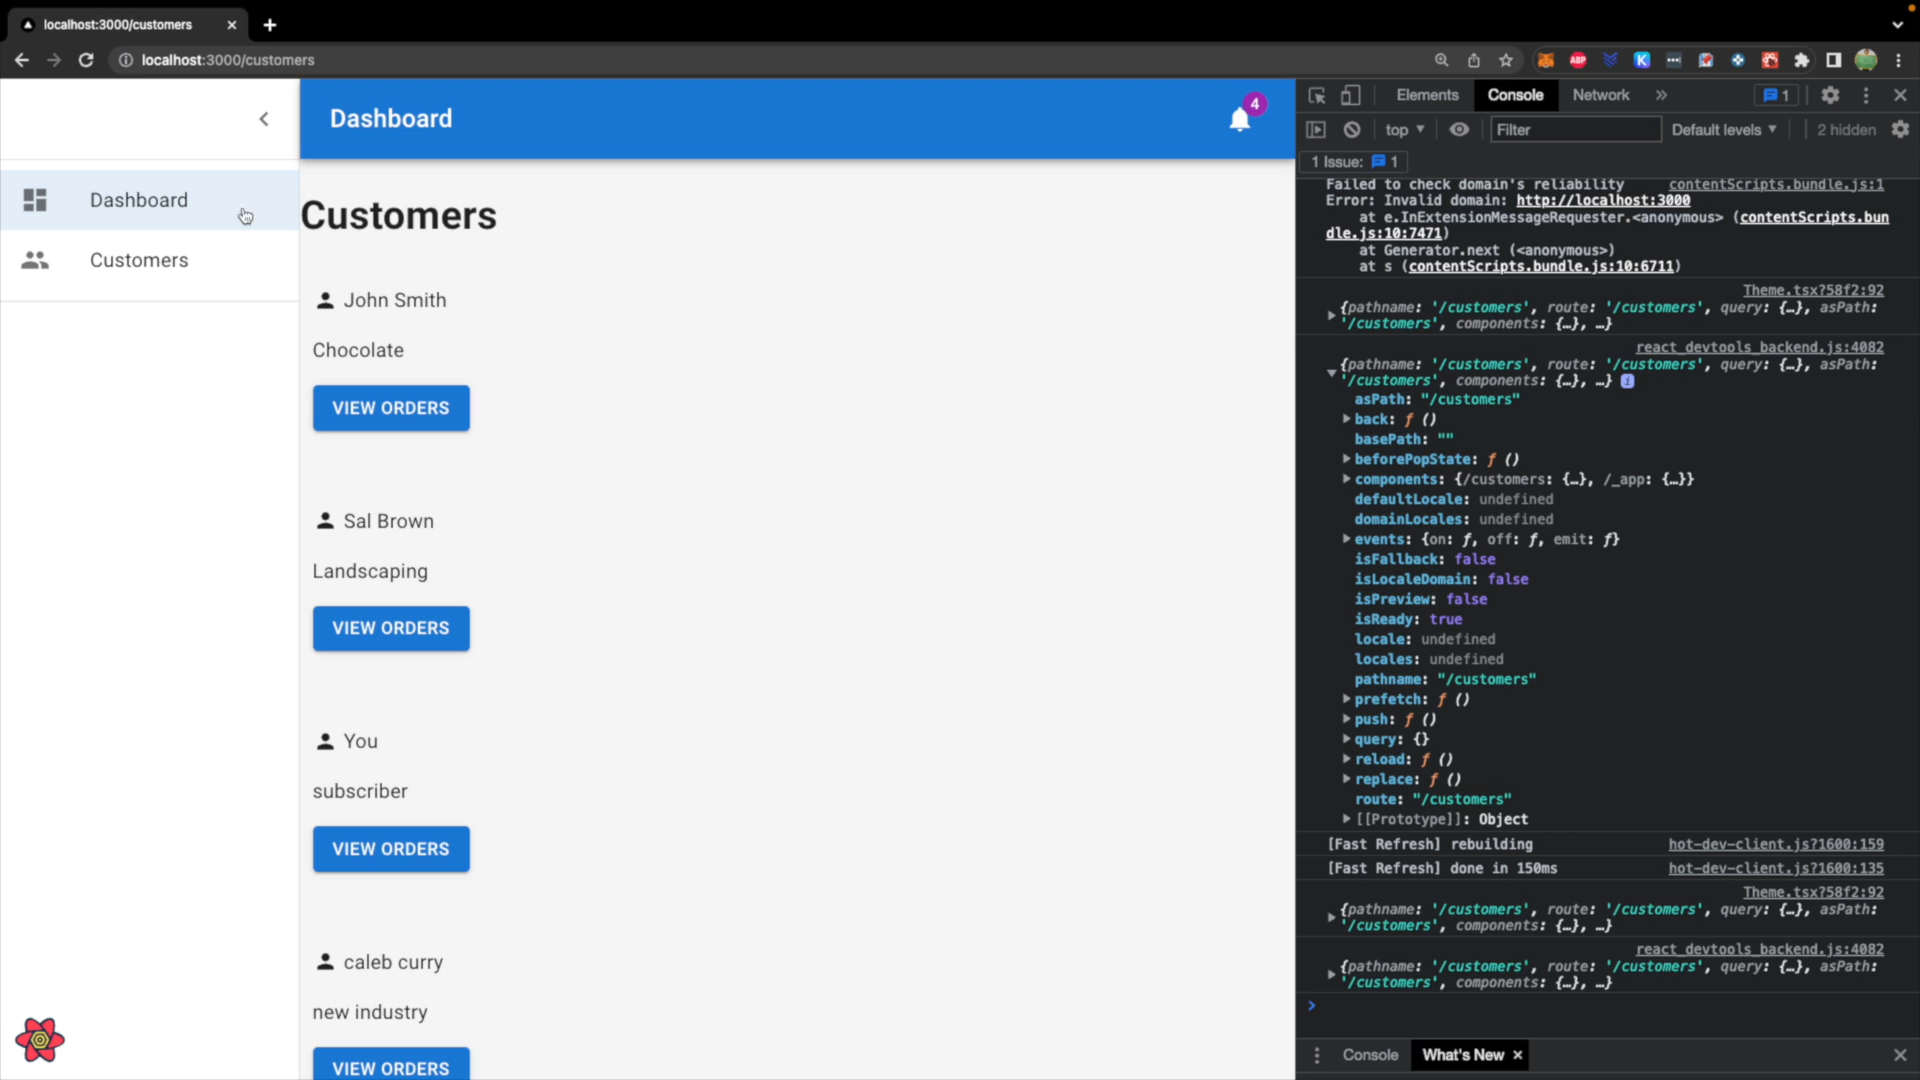 localhost:3000/customers
localhost:3000/customers
ABP
K
Dashboard
4
Dashboard
Customers
Customers
John Smith
Chocolate
VIEW ORDERS
Sal Brown
Landscaping
VIEW ORDERS
You
subscriber
VIEW ORDERS
caleb curry
new industry
VIEW ORDERS
Elements Console Network » 1
top Filter Default levels 2 hidden
1 Issue: 1
Failed to check domain's reliability contentScripts.bundle.js:1
Error: Invalid domain: http://localhost:3000
at e.InExtensionMessageRequester.<anonymous> (contentScripts.bun
dle.js:10:7471)
at Generator.next (<anonymous>)
at s (contentScripts.bundle.js:10:6711)
Theme.tsx?58f2:92
{pathname: '/customers', route: '/customers', query: {…}, asPath:
'/customers', components: {…}, …}
react_devtools_backend.js:4082
{pathname: '/customers', route: '/customers', query: {…}, asPath:
'/customers', components: {…}, …} i
asPath: "/customers"
back: ƒ ()
basePath: ""
beforePopState: ƒ ()
components: {/customers: {…}, /_app: {…}}
defaultLocale: undefined
domainLocales: undefined
events: {on: ƒ, off: ƒ, emit: ƒ}
isFallback: false
isLocaleDomain: false
isPreview: false
isReady: true
locale: undefined
locales: undefined
pathname: "/customers"
prefetch: ƒ ()
push: ƒ ()
query: {}
reload: ƒ ()
replace: ƒ ()
route: "/customers"
[[Prototype]]: Object
[Fast Refresh] rebuilding hot-dev-client.js?1600:159
[Fast Refresh] done in 150ms hot-dev-client.js?1600:135
Theme.tsx?58f2:92
{pathname: '/customers', route: '/customers', query: {…}, asPath:
'/customers', components: {…}, …}
react_devtools_backend.js:4082
{pathname: '/customers', route: '/customers', query: {…}, asPath:
'/customers', components: {…}, …}
Console What's New